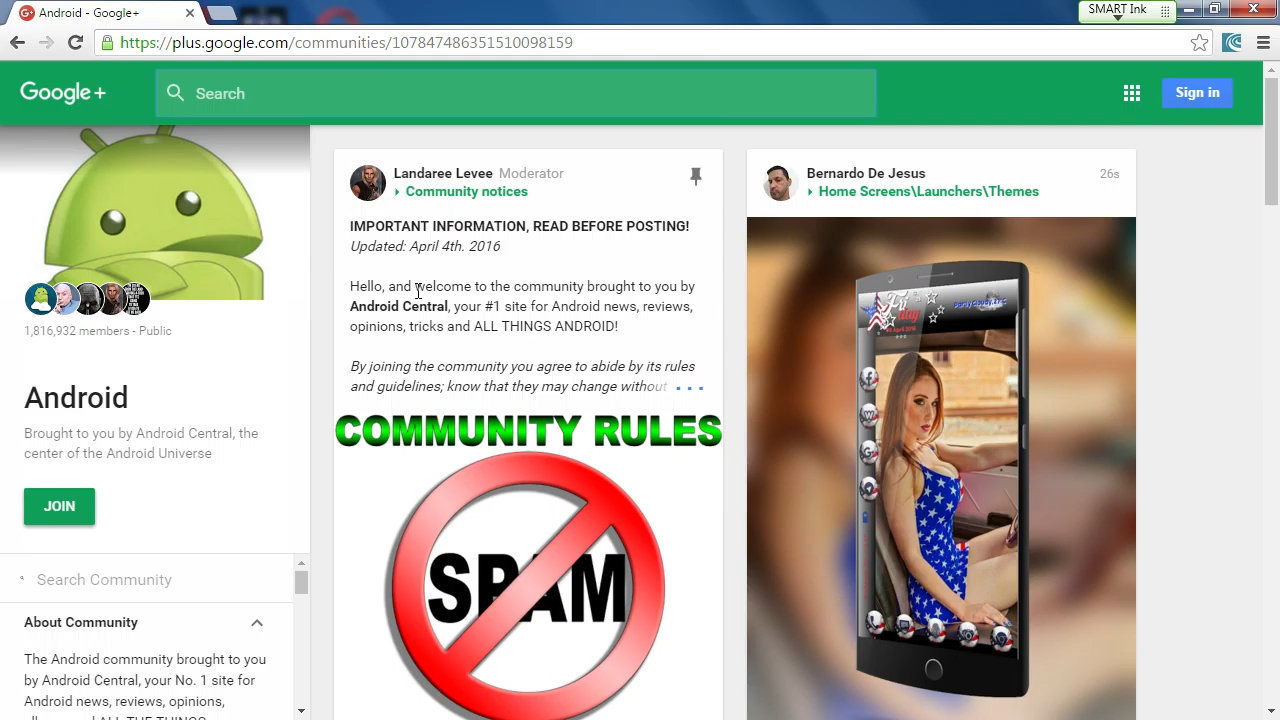 Android - Google+
SMART Ink
https://plus.google.com/communities/107847486351510098159
Google+
Search
Sign in
1,816,932 members - Public
Android
Brought to you by Android Central, the
center of the Android Universe
JOIN
Search Community
About Community
The Android community brought to you
by Android Central, your No. 1 site for
Android news, reviews, opinions,
Landaree Levee Moderator
Community notices
IMPORTANT INFORMATION, READ BEFORE POSTING!
Updated: April 4th. 2016
Hello, and welcome to the community brought to you by
Android Central, your #1 site for Android news, reviews,
opinions, tricks and ALL THINGS ANDROID!
By joining the community you agree to abide by its rules
and guidelines; know that they may change without ...
COMMUNITY RULES
SPAM
Bernardo De Jesus
26s
Home Screens\Launchers\Themes